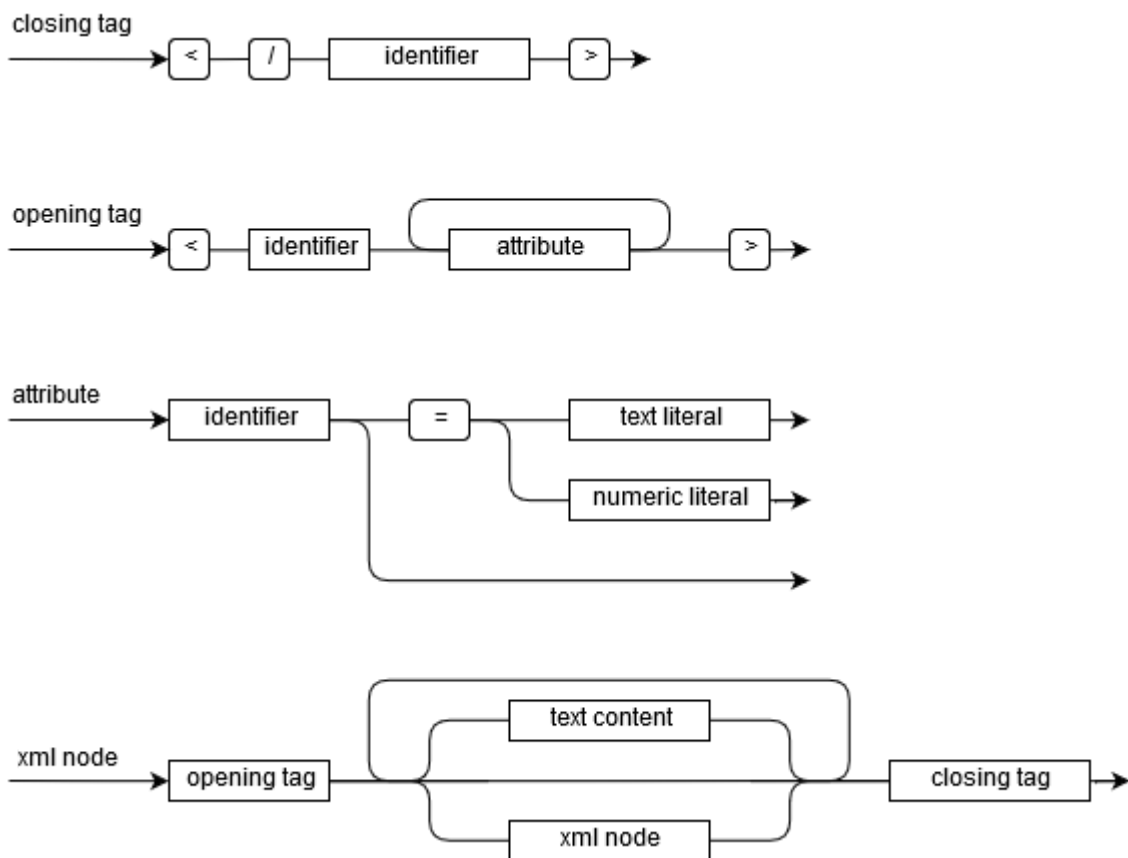 closing tag
< / identifier >
opening tag
< identifier attribute >
attribute
identifier = text literal
numeric literal
text content
xml node
opening tag closing tag
xml node